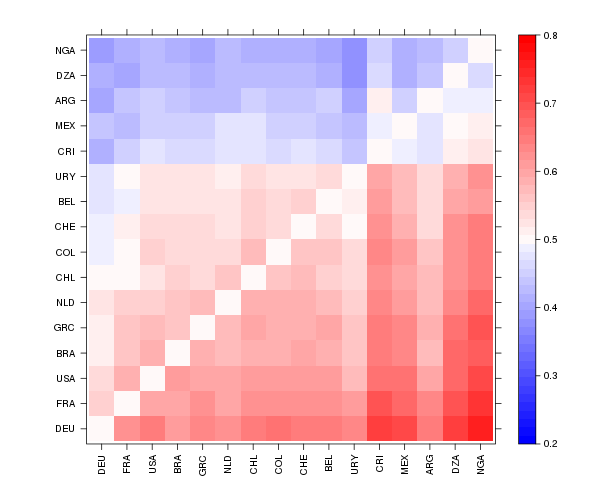 NGA
DZA
ARG
MEX
CRI
URY
BEL
CHE
COL
CHL
NLD
GRC
BRA
USA
FRA
DEU
DEU FRA USA BRA GRC NLD CHL COL CHE BEL URY CRI MEX ARG DZA NGA
0.8
0.7
0.6
0.5
0.4
0.3
0.2